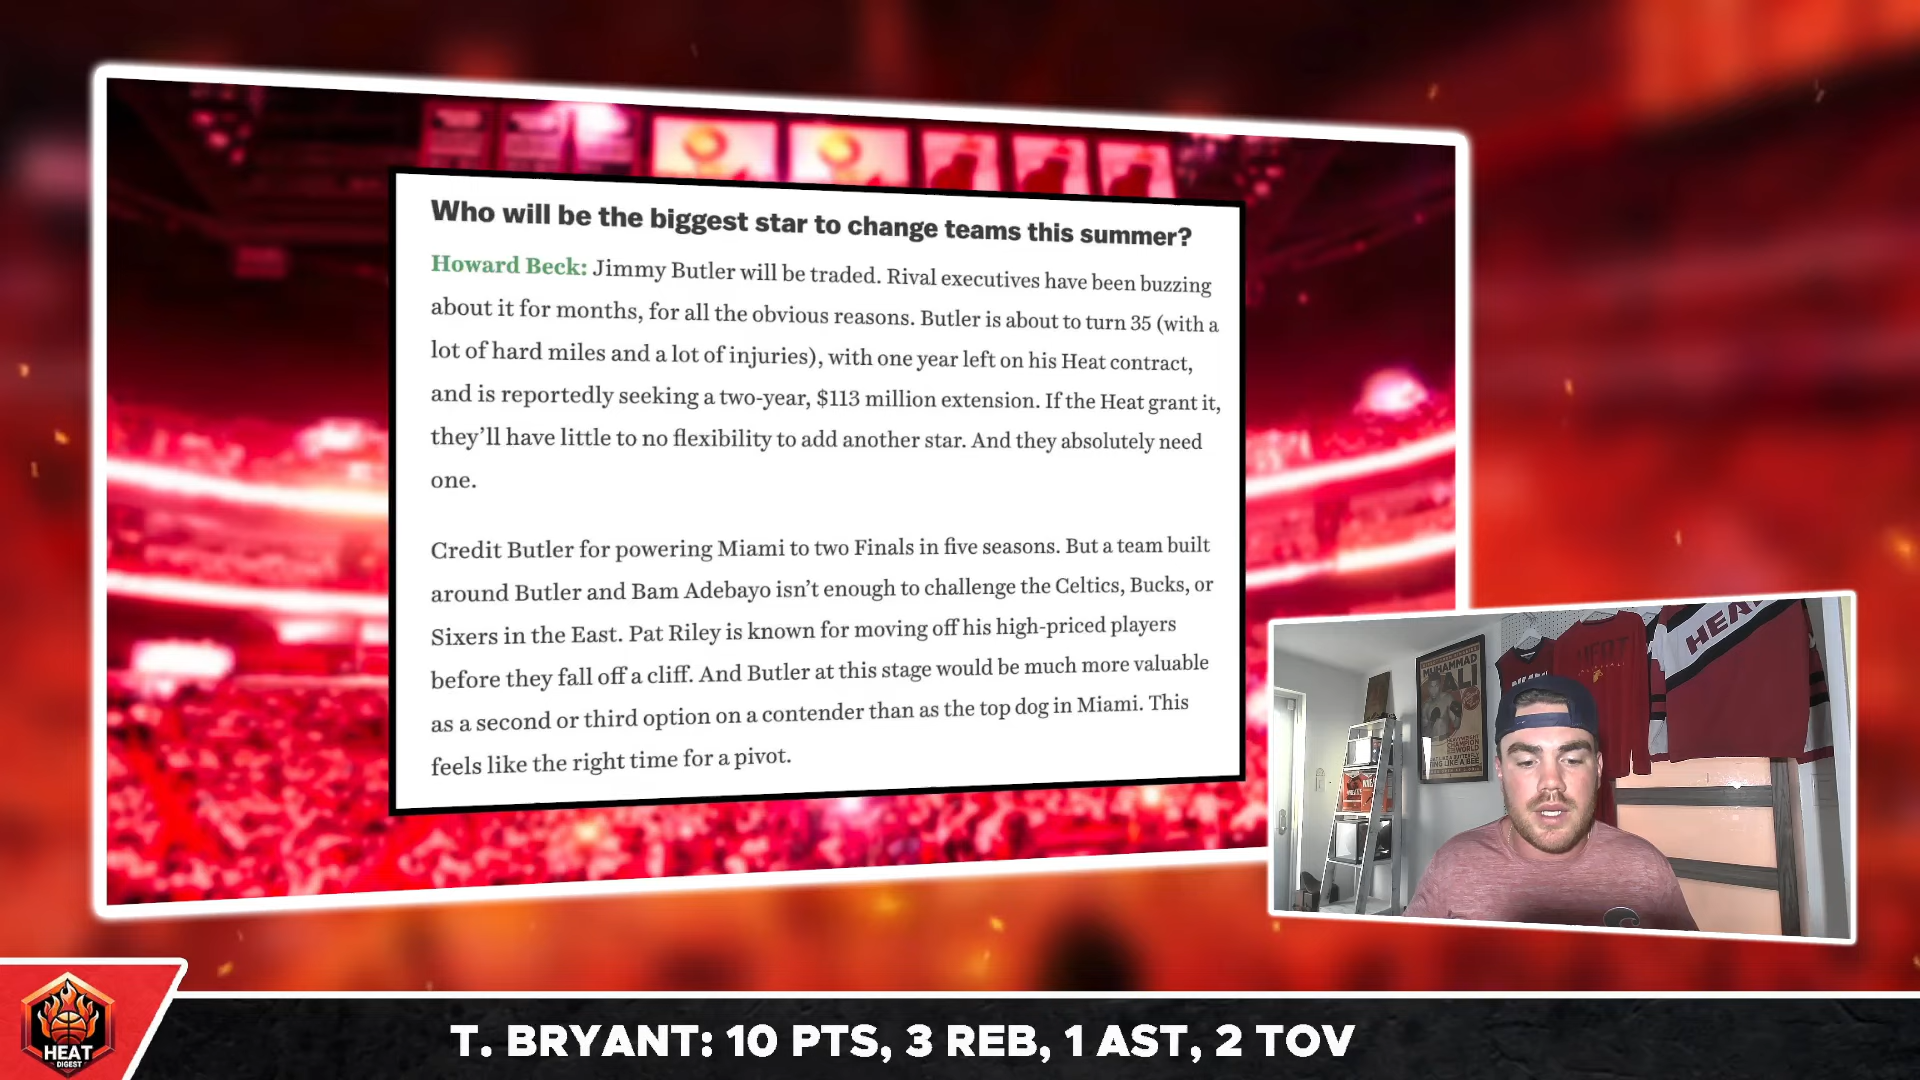 Who will be the biggest star to change teams this summer?
Howard Beck: Jimmy Butler will be traded. Rival executives have been buzzing
about it for months, for all the obvious reasons. Butler is about to turn 35 (with a
lot of hard miles and a lot of injuries), with one year left on his Heat contract,
and is reportedly seeking a two-year, $113 million extension. If the Heat grant it,
they’ll have little to no flexibility to add another star. And they absolutely need
one.
Credit Butler for powering Miami to two Finals in five seasons. But a team built
around Butler and Bam Adebayo isn’t enough to challenge the Celtics, Bucks, or
Sixers in the East. Pat Riley is known for moving off his high-priced players
before they fall off a cliff. And Butler at this stage would be much more valuable
as a second or third option on a contender than as the top dog in Miami. This
feels like the right time for a pivot.
MUHAMMAD
ALI
HEAT
HEAT
DIGEST
T. BRYANT: 10 PTS, 3 REB, 1 AST, 2 TOV